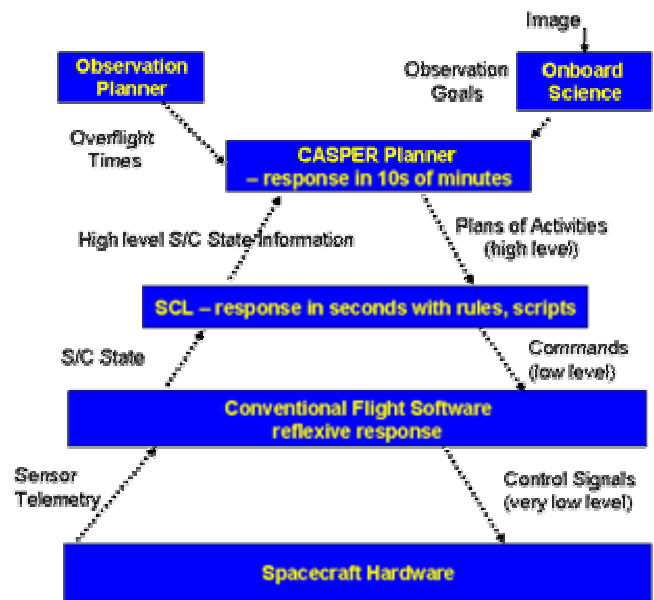 Image
Observation
Planner
Observation
Goals
Onboard
Science
Overflight
Times
CASPER Planner
– response in 10s of minutes
High level S/C State Information
Plans of Activities
(high level)
SCL – response in seconds with rules, scripts
S/C State
Commands
(low level)
Conventional Flight Software
reflexive response
Sensor
Telemetry
Control Signals
(very low level)
Spacecraft Hardware